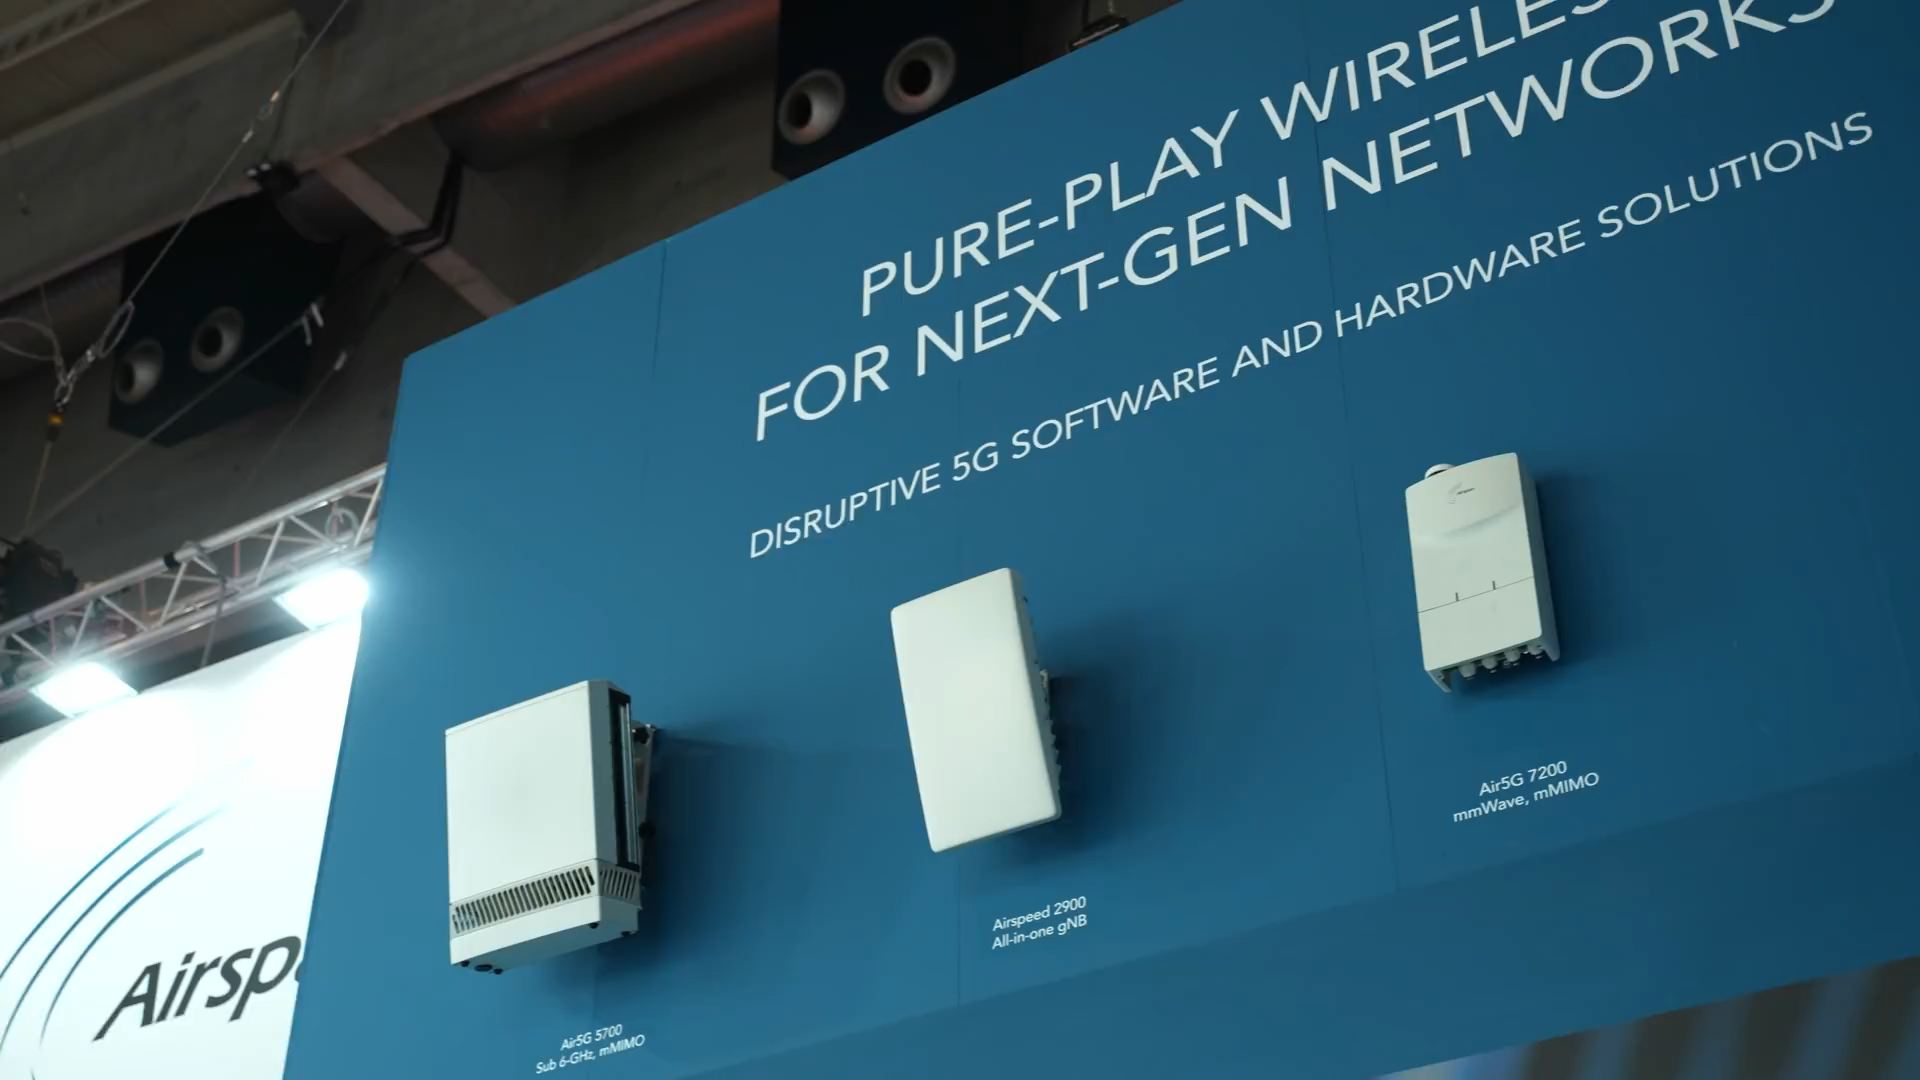 PURE-PLAY WIRELES
FOR NEXT-GEN NETWORKS
DISRUPTIVE 5G SOFTWARE AND HARDWARE SOLUTIONS
Air5G 7200
mmWave, mMIMO
Airspeed 2900
All-in-one gNB
Air5G 5700
Sub 6-GHz, mMIMO
Airsp